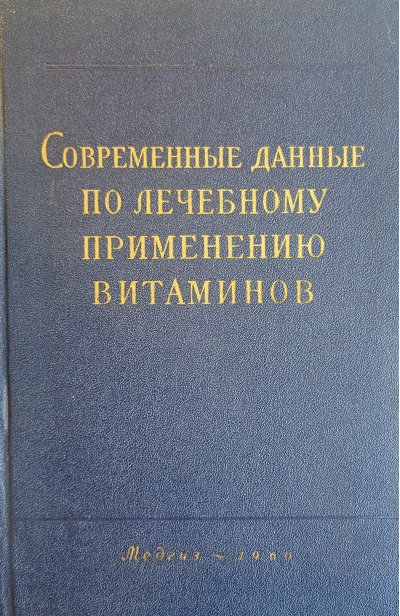 Современные данные
по лечебному
применению
витаминов
Медгиз ~ 1960